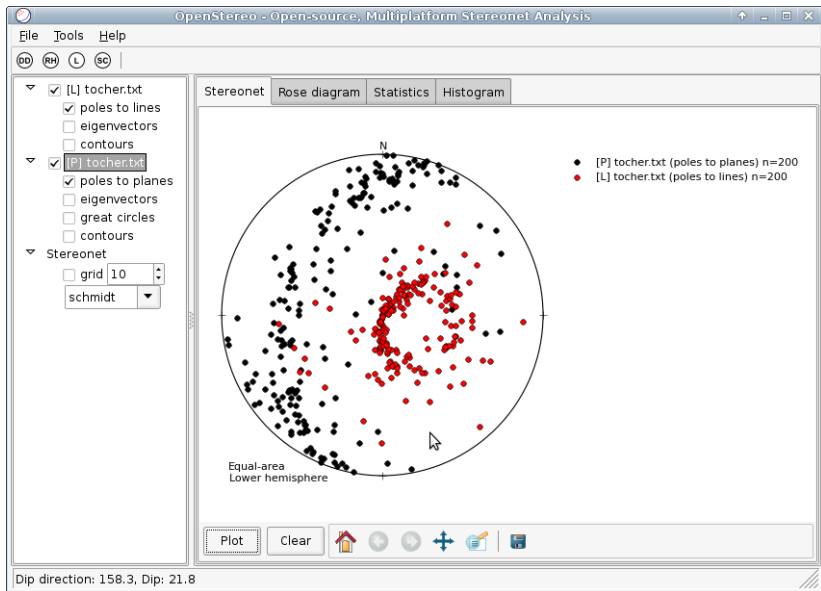 OpenStereo - Open-source, Multiplatform Stereonet Analysis
File Tools Help
DD RH L SC
[L] tocher.txt
poles to lines
eigenvectors
contours
[P] tocher.txt
poles to planes
eigenvectors
great circles
contours
Stereonet
grid 10
schmidt
Stereonet Rose diagram Statistics Histogram
N
[P] tocher.txt (poles to planes) n=200
[L] tocher.txt (poles to lines) n=200
Equal-area
Lower hemisphere
Plot Clear
Dip direction: 158.3, Dip: 21.8